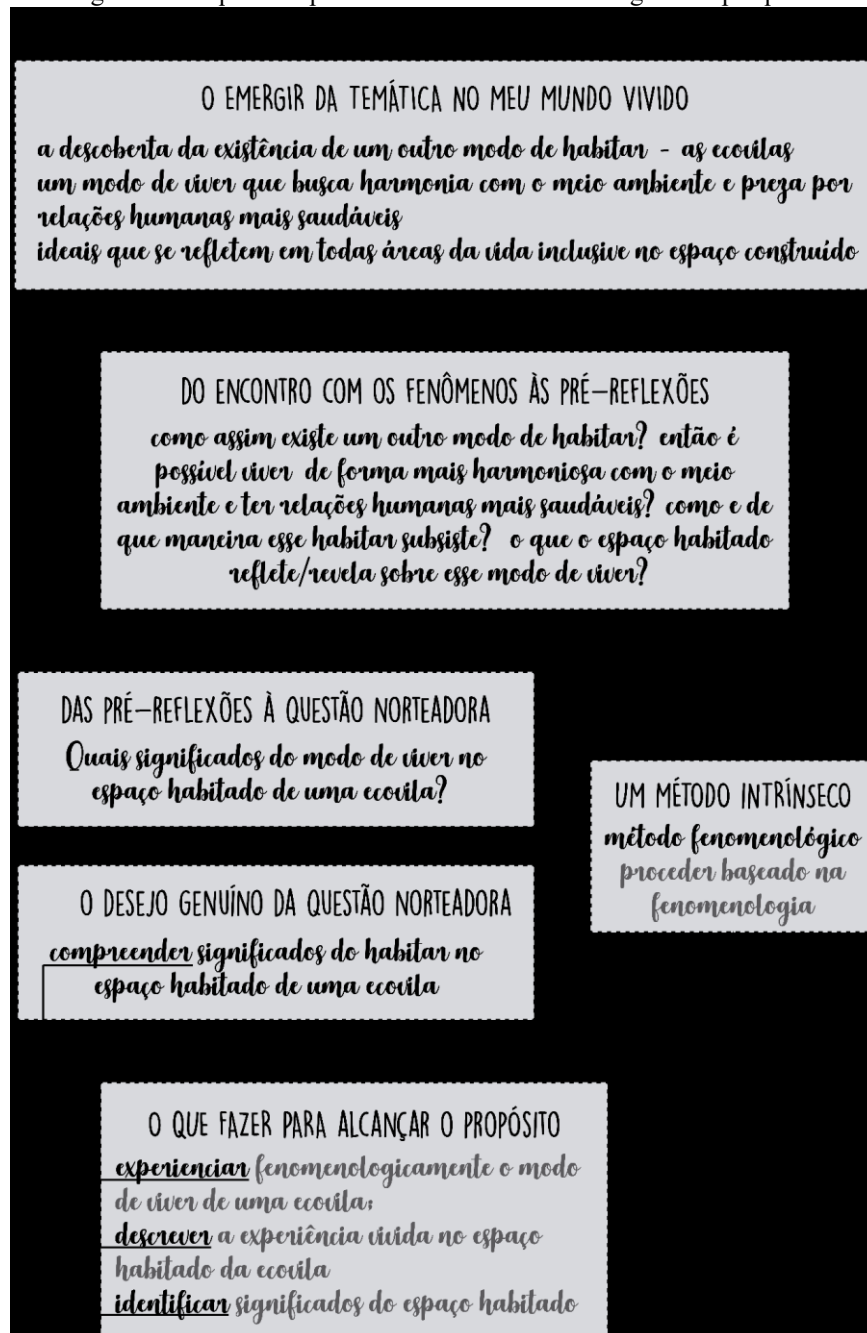 O EMERGIR DA TEMÁTICA NO MEU MUNDO VIVIDO
a descoberta da existência de um outro modo de habitar - as ecovilas
um modo de viver que busca harmonia com o meio ambiente e preza por
relações humanas mais saudáveis
ideais que se refletem em todas áreas da vida inclusive no espaço construído
DO ENCONTRO COM OS FENÔMENOS ÀS PRÉ-REFLEXÕES
como assim existe um outro modo de habitar? então é
possível viver de forma mais harmoniosa com o meio
ambiente e ter relações humanas mais saudáveis? como e de
que maneira esse habitar subsiste? o que o espaço habitado
reflete/revela sobre esse modo de viver?
DAS PRÉ-REFLEXÕES À QUESTÃO NORTEADORA
Quais significados do modo de viver no
espaço habitado de uma ecovila?
UM MÉTODO INTRÍNSECO
método fenomenológico
proceder baseado na
fenomenologia
O DESEJO GENUÍNO DA QUESTÃO NORTEADORA
compreender significados do habitar no
espaço habitado de uma ecovila
O QUE FAZER PARA ALCANÇAR O PROPÓSITO
experienciar fenomenologicamente o modo
de viver de uma ecovila;
descrever a experiência vivida no espaço
habitado da ecovila
identificar significados do espaço habitado